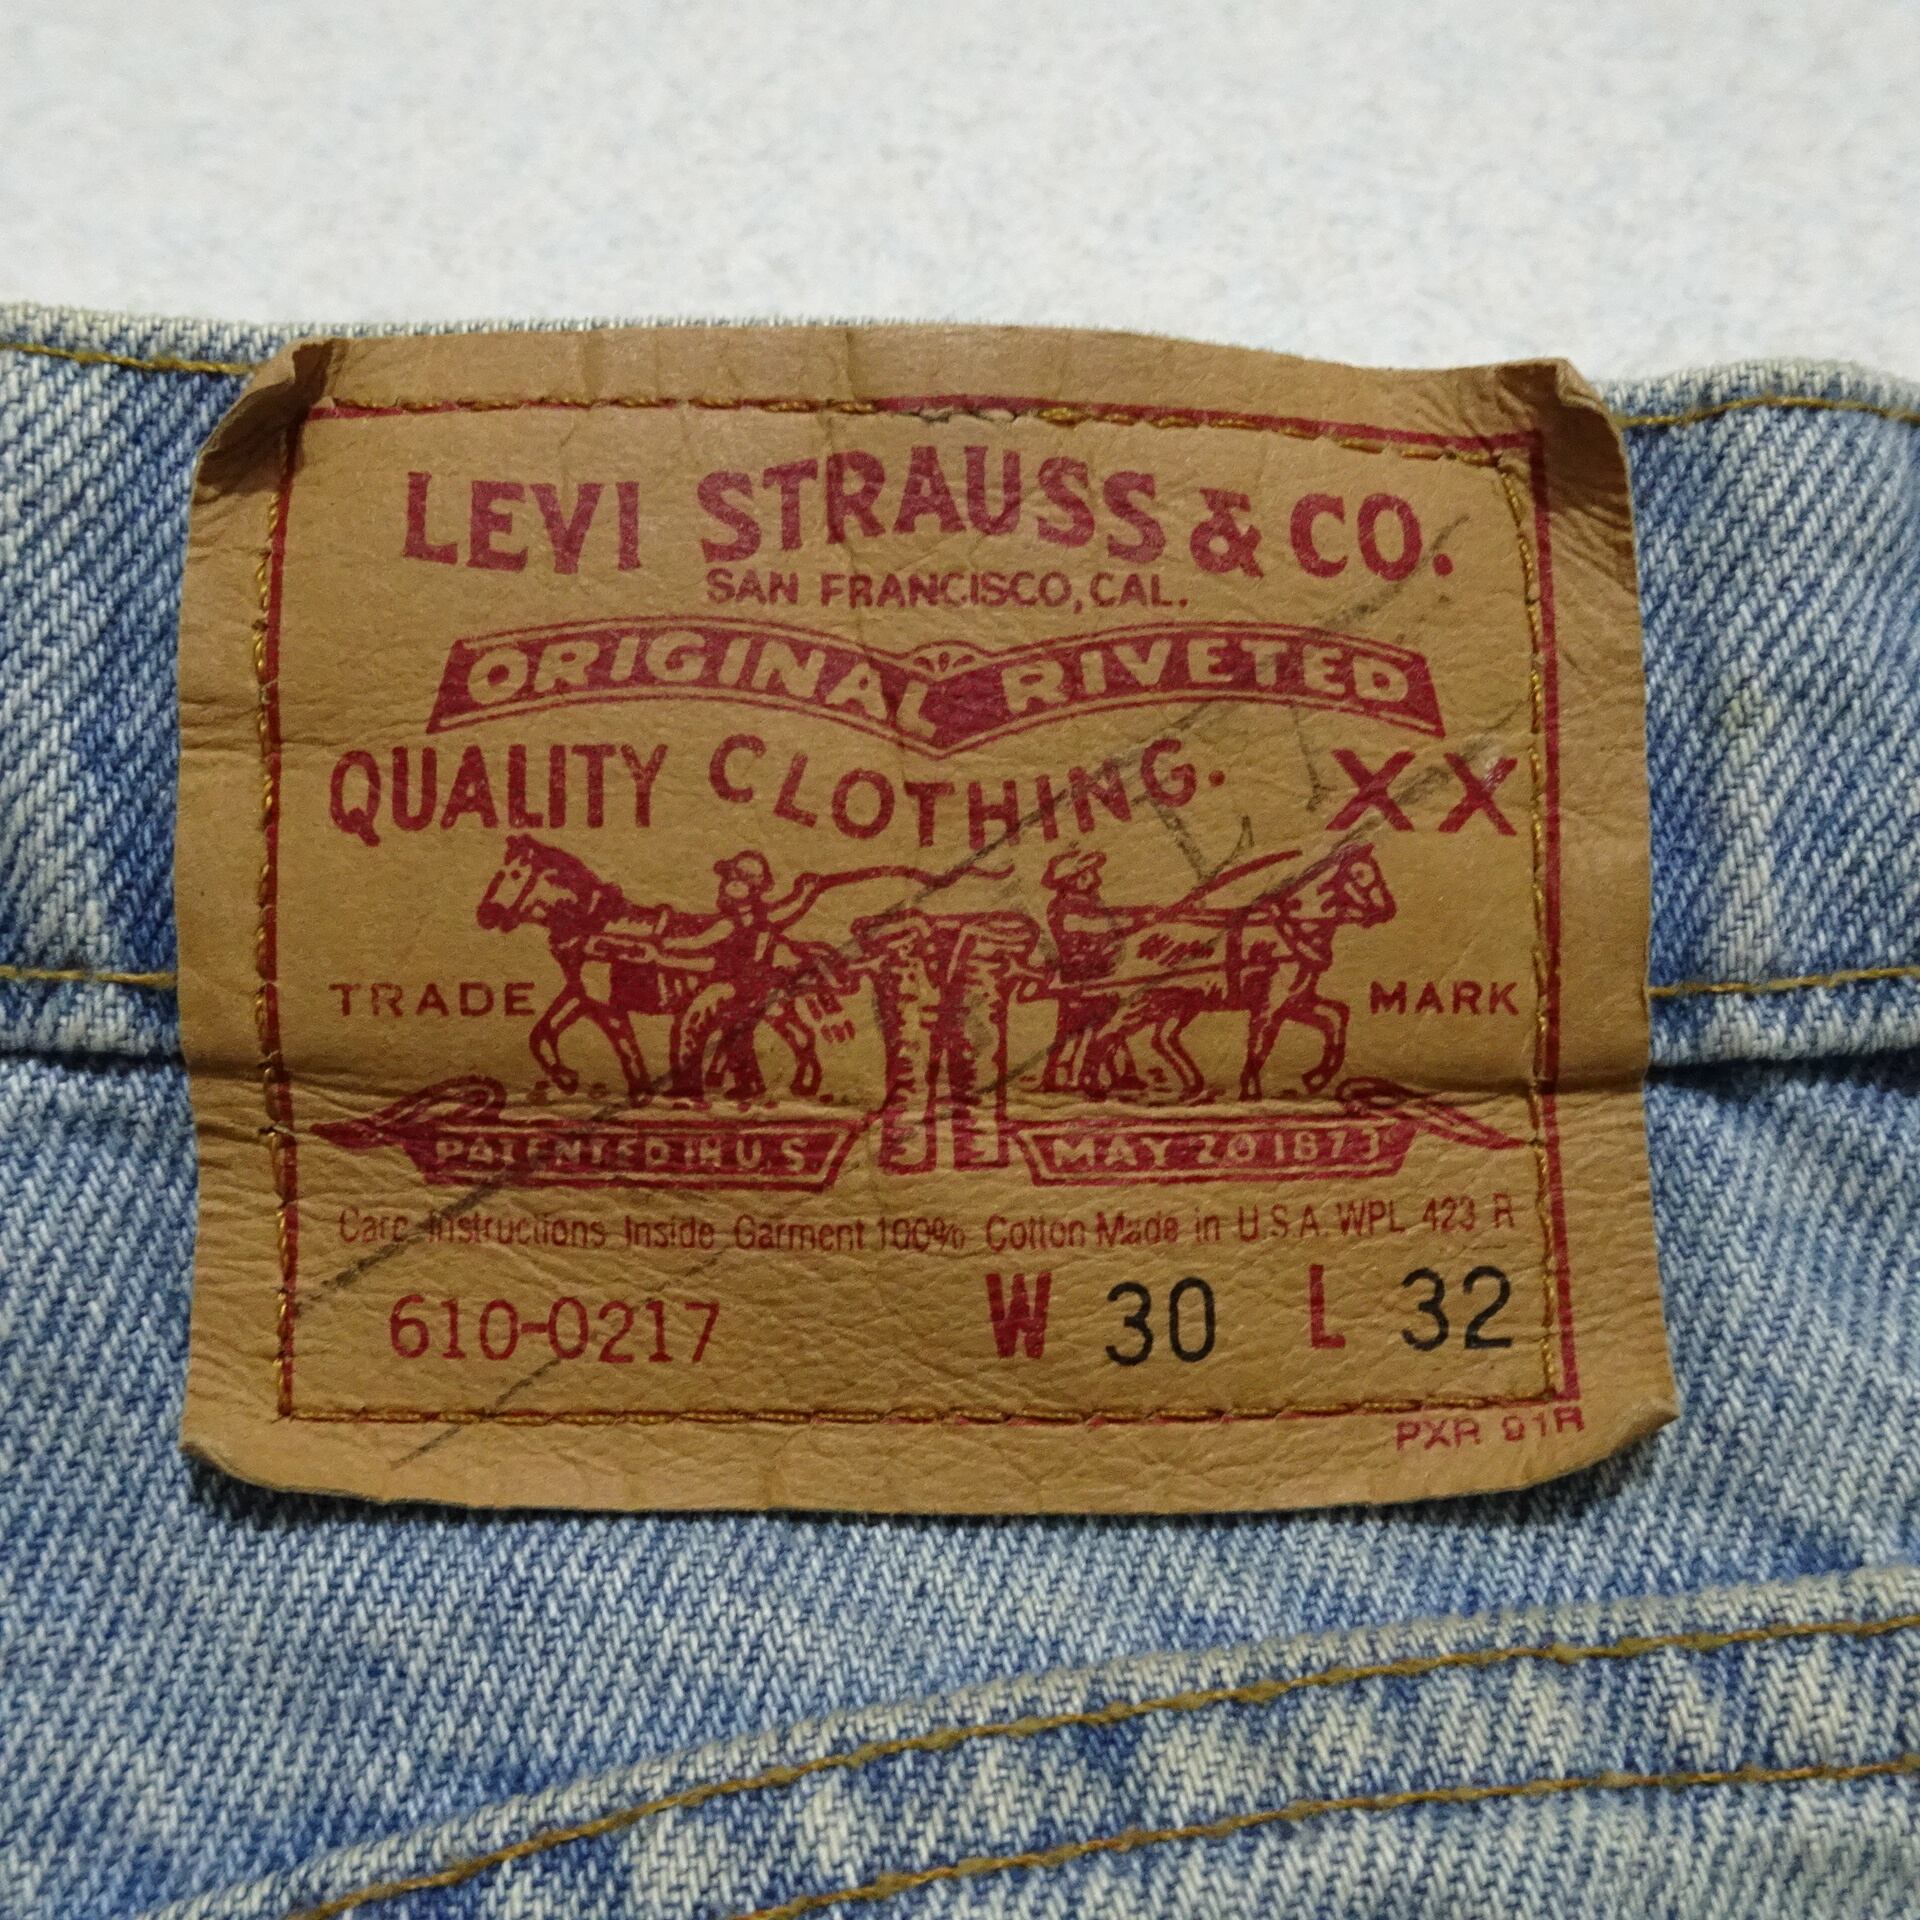 LEVI STRAUSS & CO.
SAN FRANCISCO, CAL.
ORIGINAL RIVETED
QUALITY CLOTHING. XX
TRADE MARK
PATENTED IN U.S. MAY 20 1873
Care Instructions Inside Garment 100% Cotton Made in U.S.A. WPL 423 R
610-0217 W 30 L 32
PXR 91R